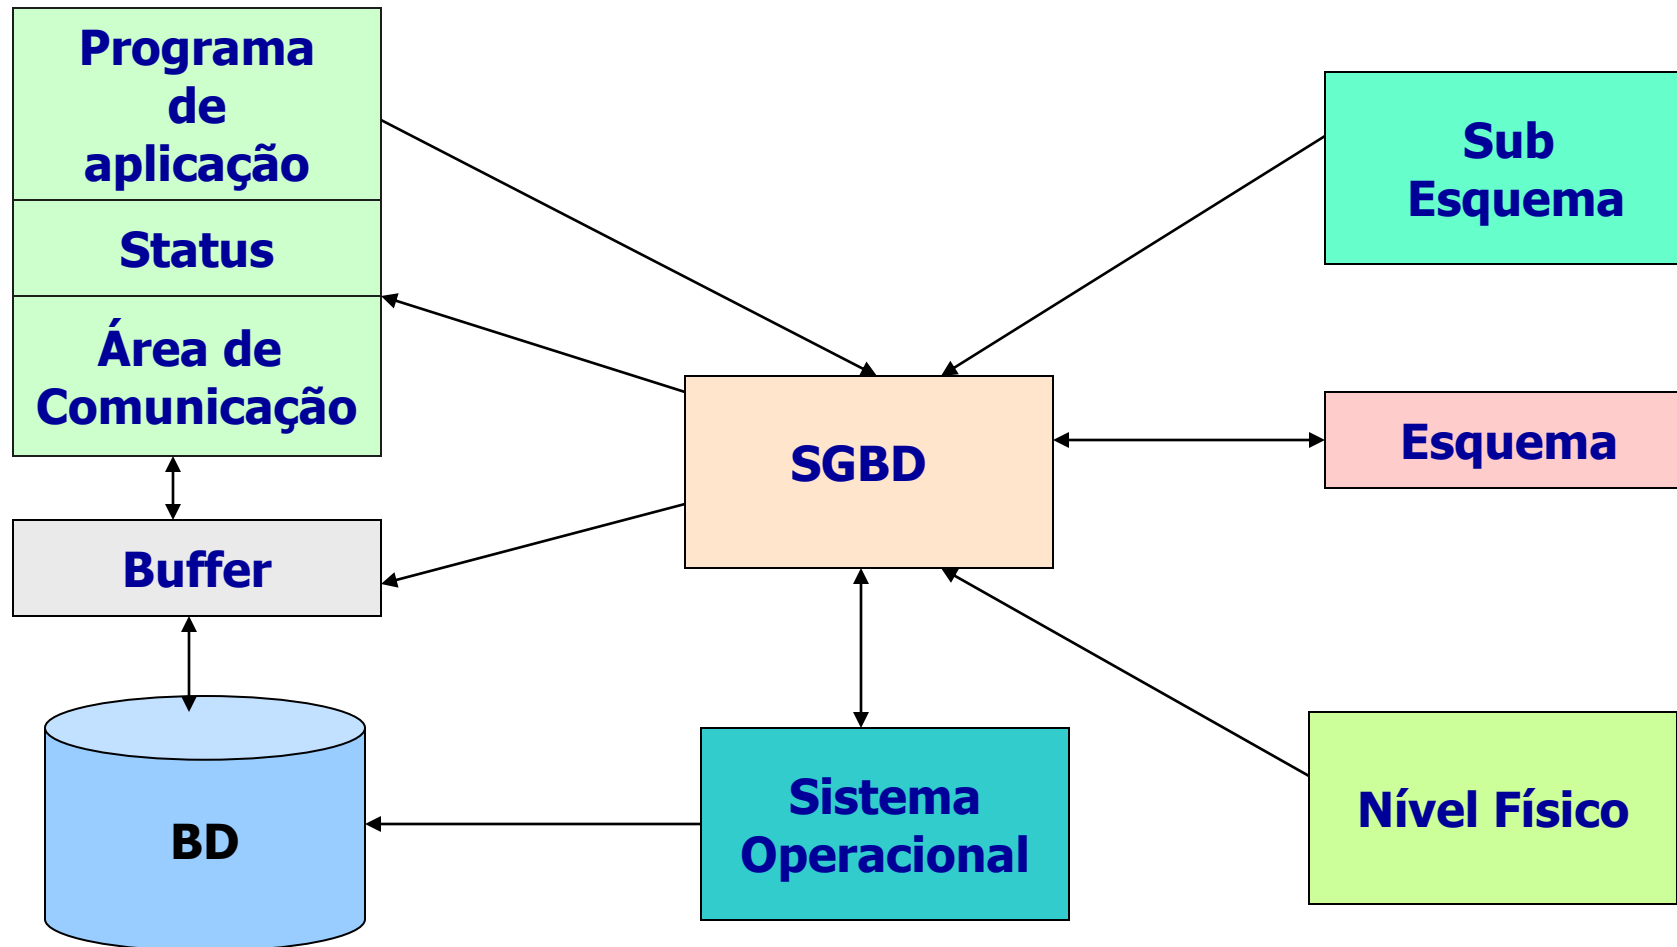 Programa
de
aplicação
Status
Área de
Comunicação
Buffer
BD
SGBD
Sistema
Operacional
Sub
Esquema
Esquema
Nível Físico